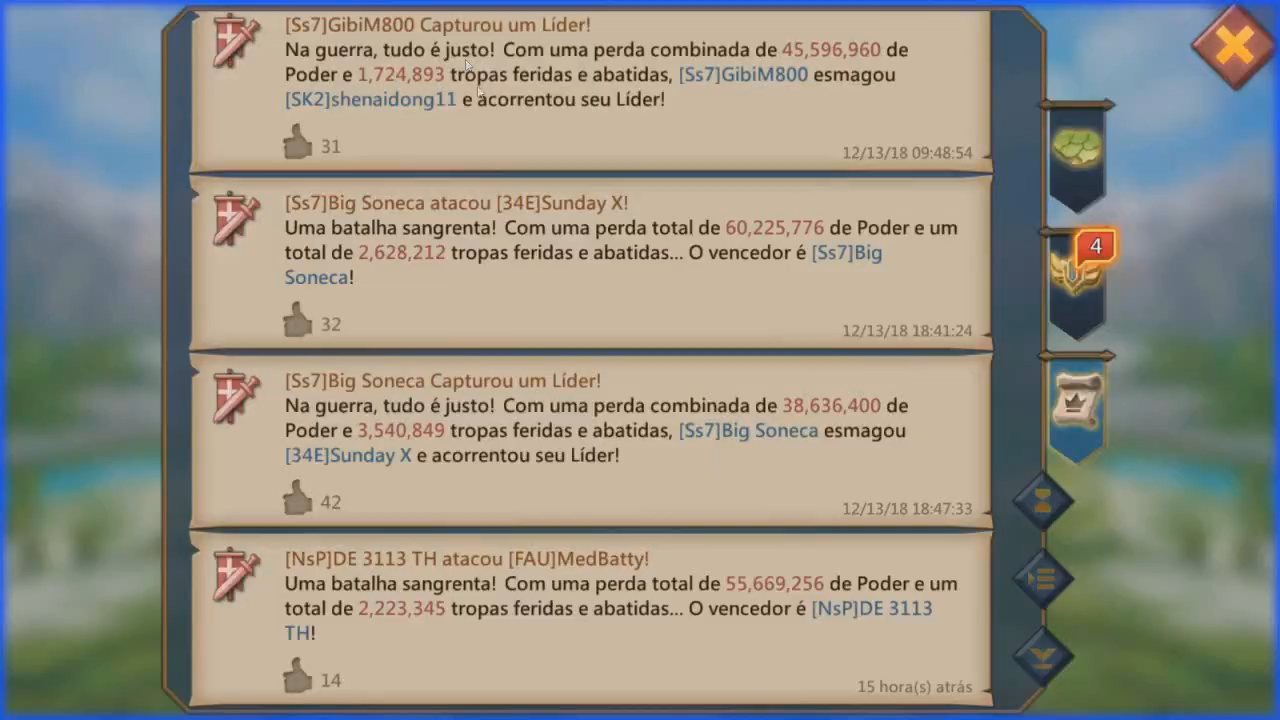 [Ss7]GibiM800 Capturou um Líder!
Na guerra, tudo é justo! Com uma perda combinada de 45,596,960 de
Poder e 1,724,893 tropas feridas e abatidas, [Ss7]GibiM800 esmagou
[SK2]shenaidong11 e acorrentou seu Líder!
31
12/13/18 09:48:54
[Ss7]Big Soneca atacou [34E]Sunday X!
Uma batalha sangrenta! Com uma perda total de 60,225,776 de Poder e um
total de 2,628,212 tropas feridas e abatidas... O vencedor é [Ss7]Big
Soneca!
32
12/13/18 18:41:24
[Ss7]Big Soneca Capturou um Líder!
Na guerra, tudo é justo! Com uma perda combinada de 38,636,400 de
Poder e 3,540,849 tropas feridas e abatidas, [Ss7]Big Soneca esmagou
[34E]Sunday X e acorrentou seu Líder!
42
12/13/18 18:47:33
[NsP]DE 3113 TH atacou [FAU]MedBatty!
Uma batalha sangrenta! Com uma perda total de 55,669,256 de Poder e um
total de 2,223,345 tropas feridas e abatidas... O vencedor é [NsP]DE 3113
TH!
14
15 hora(s) atrás
4